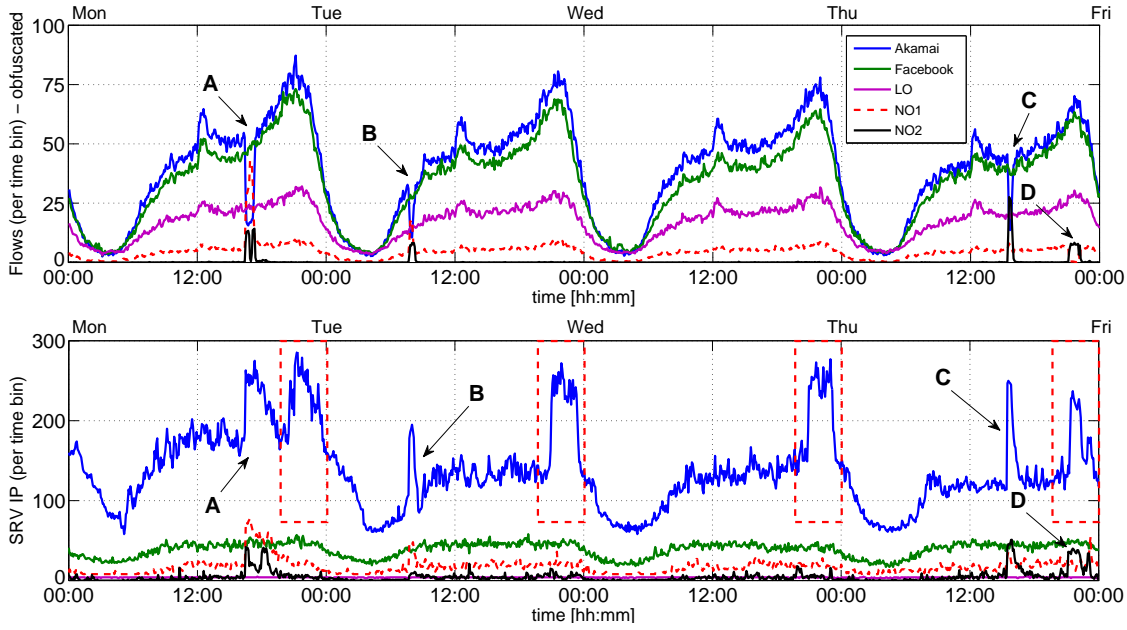 Mon Tue Wed Thu Fri
Flows (per time bin) − obfuscated
100
75
50
25
0
A
B
C
D
Akamai
Facebook
LO
NO1
NO2
00:00 12:00 00:00 12:00 00:00 12:00 00:00 12:00 00:00
time [hh:mm]
Mon Tue Wed Thu Fri
SRV IP (per time bin)
300
200
100
0
A
B
C
D
00:00 12:00 00:00 12:00 00:00 12:00 00:00 12:00 00:00
time [hh:mm]